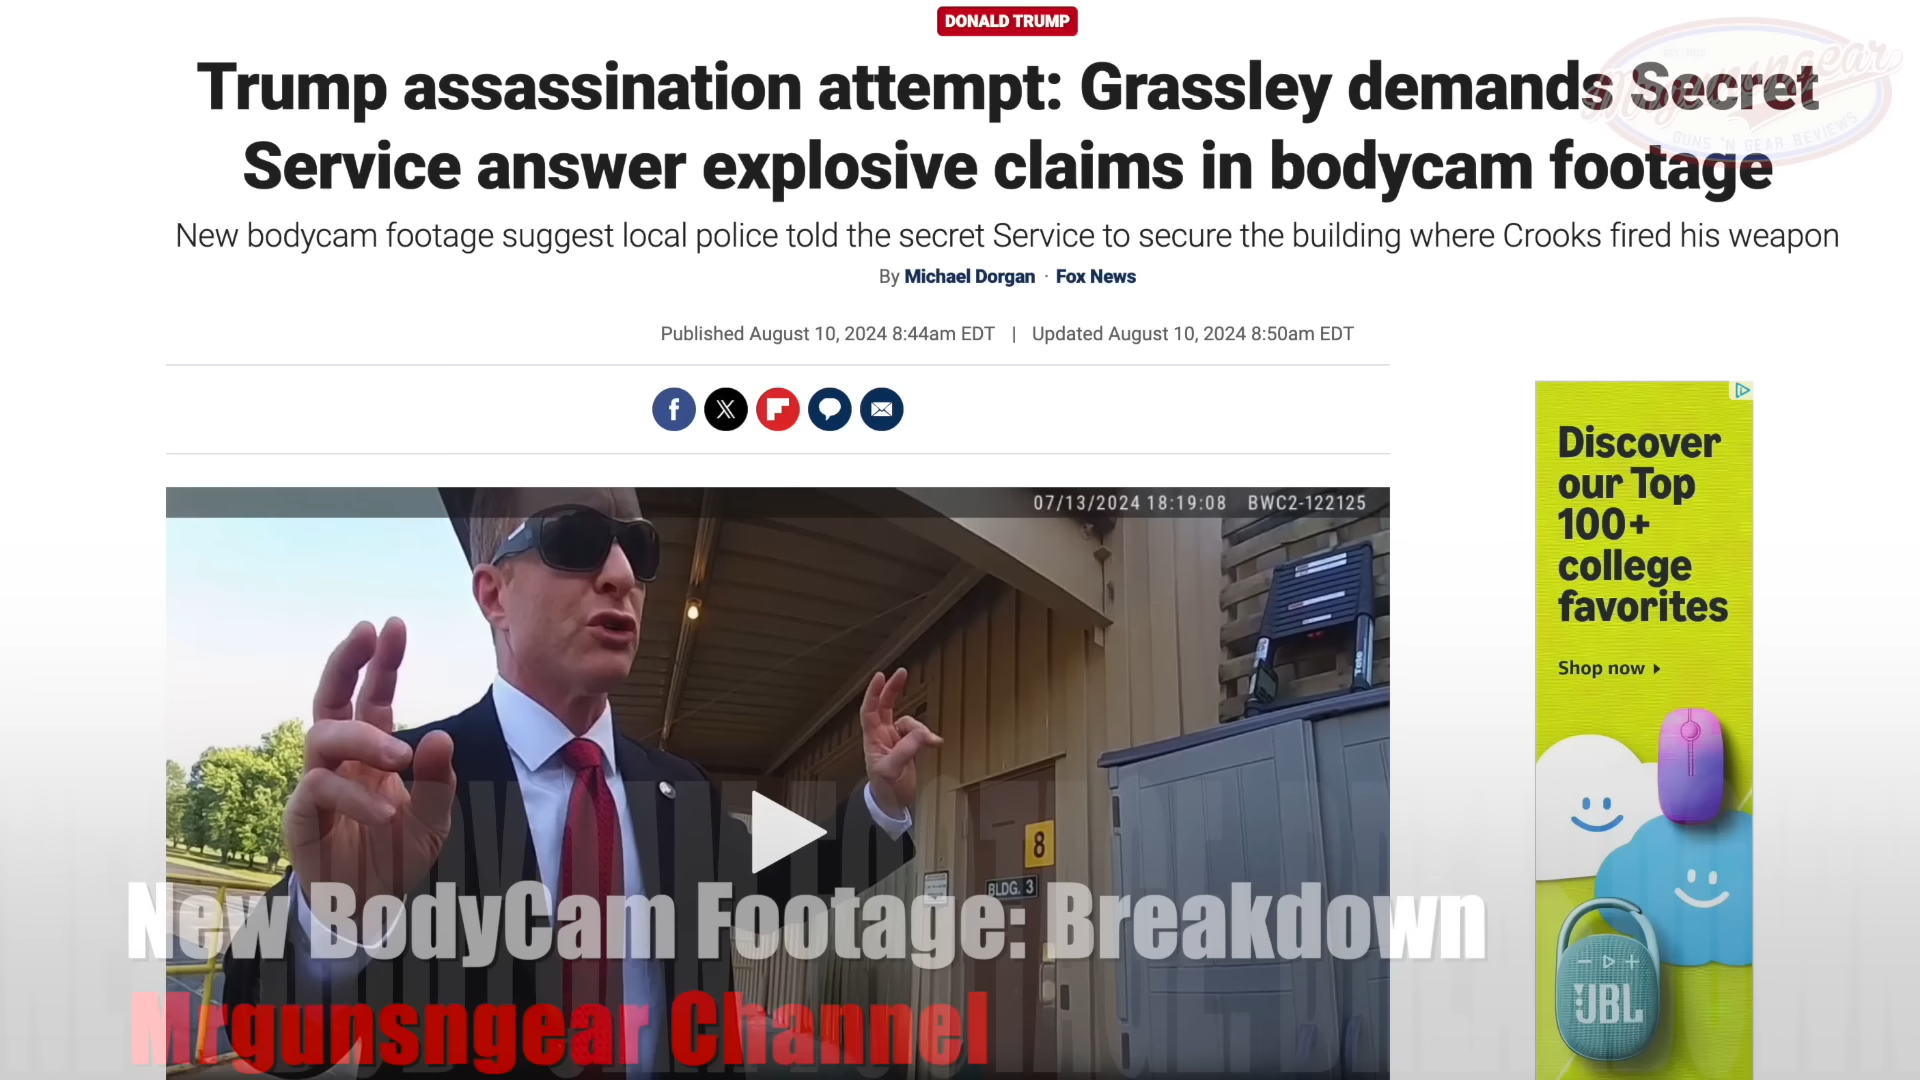 DONALD TRUMP
Trump assassination attempt: Grassley demands Secret
Service answer explosive claims in bodycam footage
Mrgunsngear
GUNS 'N GEAR REVIEWS
New bodycam footage suggest local police told the secret Service to secure the building where Crooks fired his weapon
By Michael Dorgan · Fox News
Published August 10, 2024 8:44am EDT | Updated August 10, 2024 8:50am EDT
07/13/2024 18:19:08 BWC2-122125
8
BLDG. 3
New BodyCam Footage: Breakdown
Mrgunsngear Channel
Discover
our Top
100+
college
favorites
Shop now
JBL